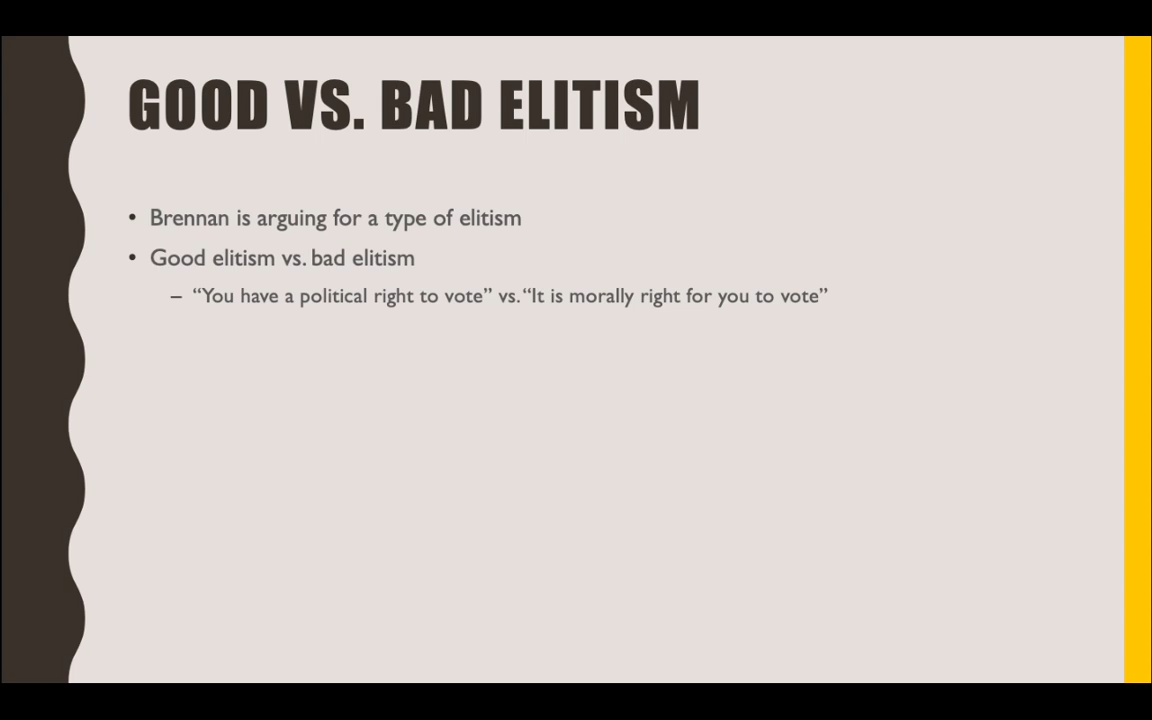 GOOD VS. BAD ELITISM
• Brennan is arguing for a type of elitism
• Good elitism vs. bad elitism
– “You have a political right to vote” vs. “It is morally right for you to vote”